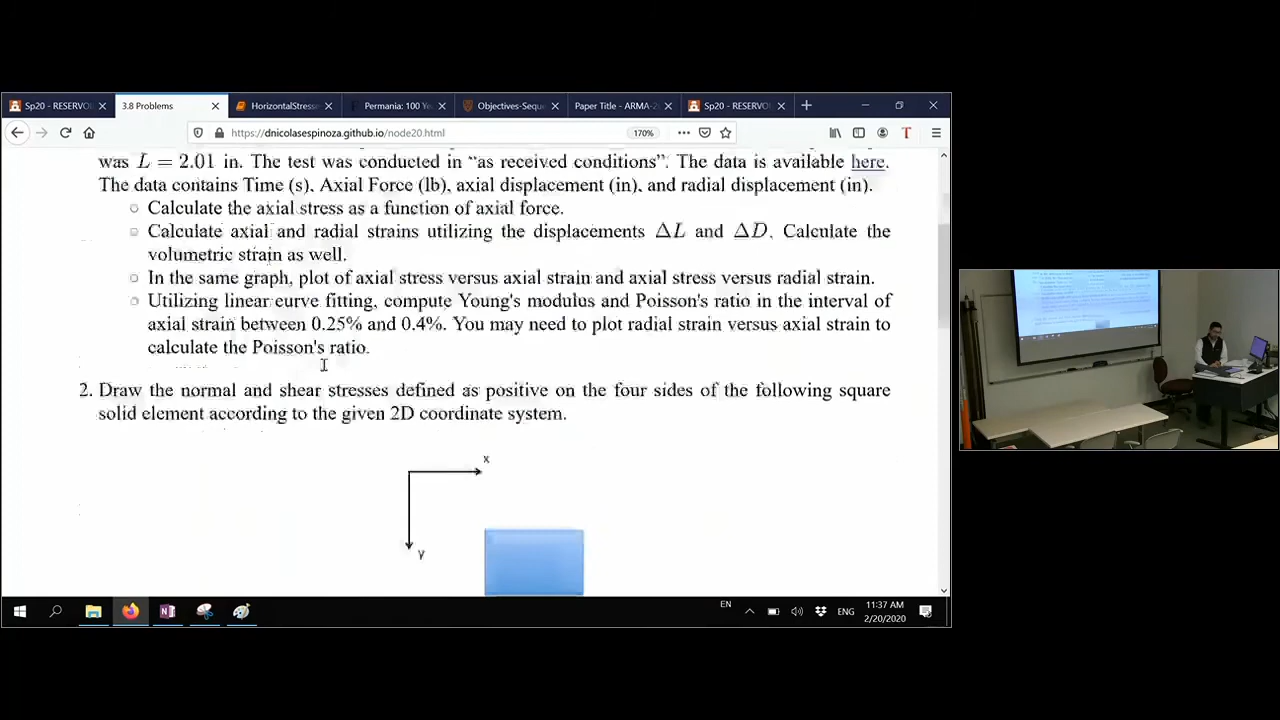 Sp20 - RESERVO
3.8 Problems
HorizontalStresse
Permania: 100 Ye
Objectives-Sequ
Paper Title - ARMA-2
Sp20 - RESERVO
https://dnicolasespinoza.github.io/node20.html
170%
was L = 2.01 in. The test was conducted in “as received conditions”. The data is available here.
The data contains Time (s), Axial Force (lb), axial displacement (in), and radial displacement (in).
Calculate the axial stress as a function of axial force.
Calculate axial and radial strains utilizing the displacements ΔL and ΔD. Calculate the
volumetric strain as well.
In the same graph, plot of axial stress versus axial strain and axial stress versus radial strain.
Utilizing linear curve fitting, compute Young's modulus and Poisson's ratio in the interval of
axial strain between 0.25% and 0.4%. You may need to plot radial strain versus axial strain to
calculate the Poisson's ratio.
2. Draw the normal and shear stresses defined as positive on the four sides of the following square
solid element according to the given 2D coordinate system.
x
y
EN
ENG
11:37 AM
2/20/2020